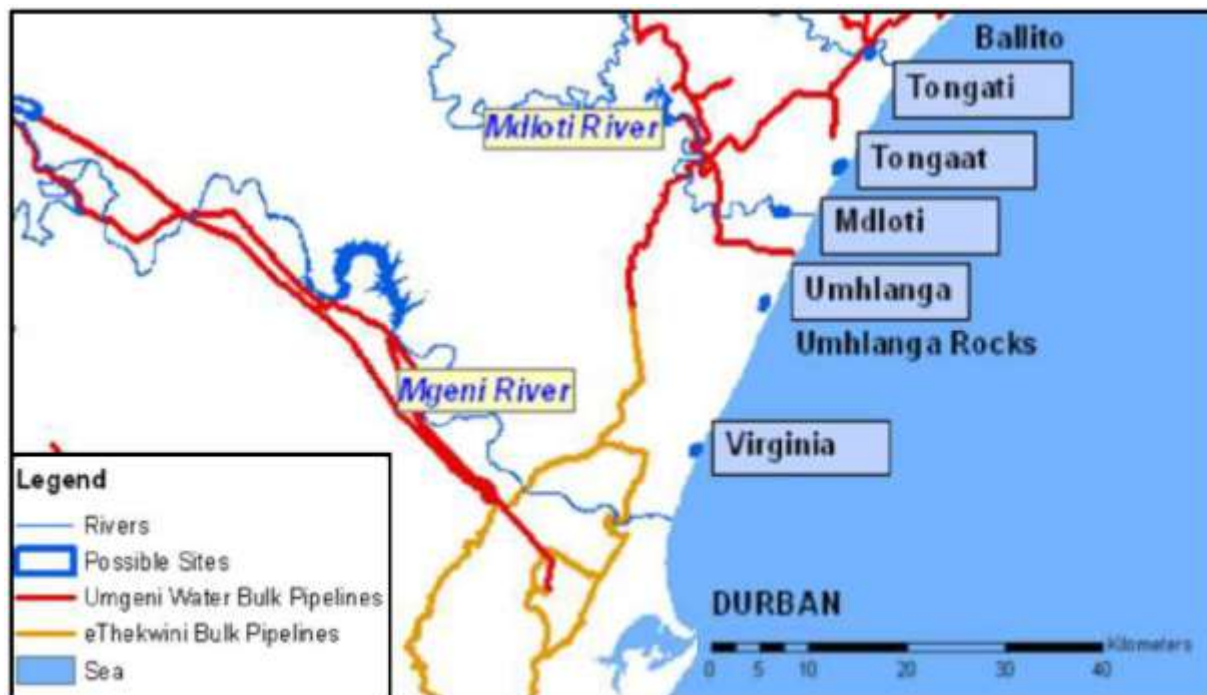 Ballito
Tongati
Mdloti River
Tongaat
Mdloti
Umhlanga
Umhlanga Rocks
Mgeni River
Virginia
Legend
Rivers
Possible Sites
Umgeni Water Bulk Pipelines
eThekwini Bulk Pipelines
Sea
DURBAN
Kilometers
0 5 10 20 30 40